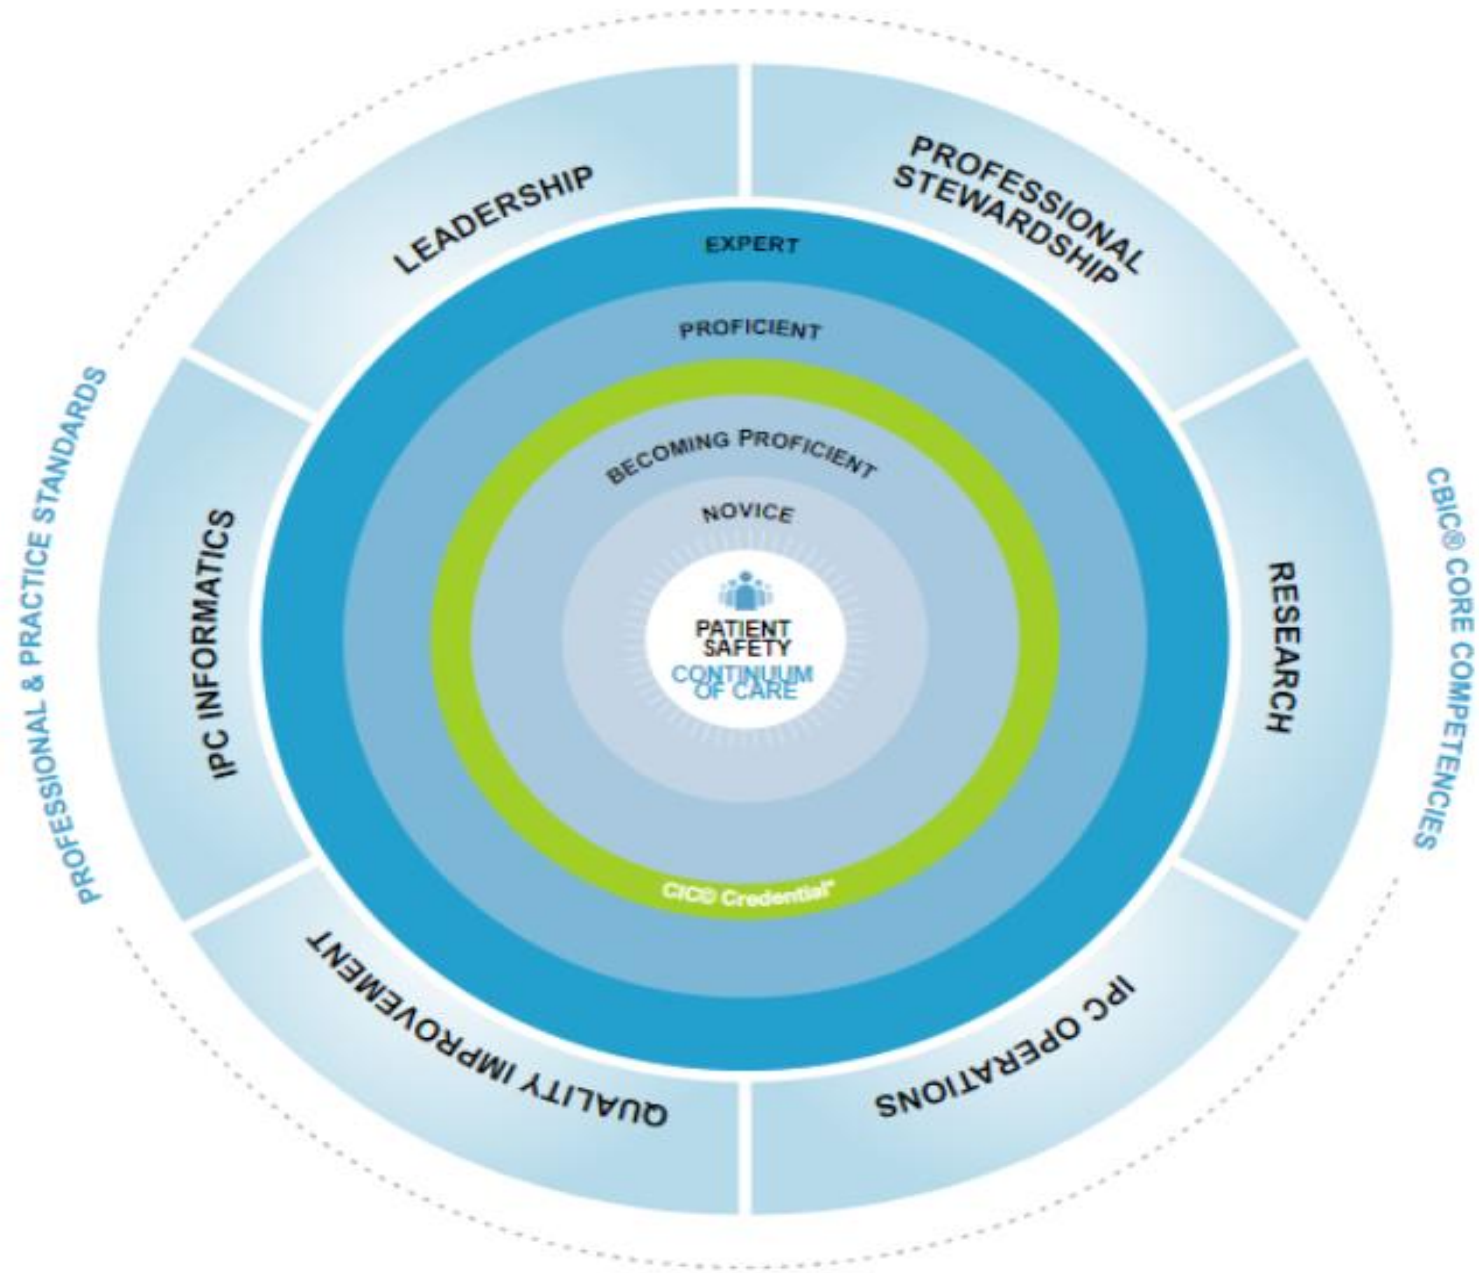 LEADERSHIP
PROFESSIONAL
STEWARDSHIP
EXPERT
PROFICIENT
BECOMING PROFICIENT
NOVICE
PATIENT
SAFETY
CONTINUUM
OF CARE
CIC© Credential"
PROFESSIONAL & PRACTICE STANDARDS
IPC INFORMATICS
RESEARCH
CBIC® CORE COMPETENCIES
QUALITY IMPROVEMENT
IPC OPERATIONS